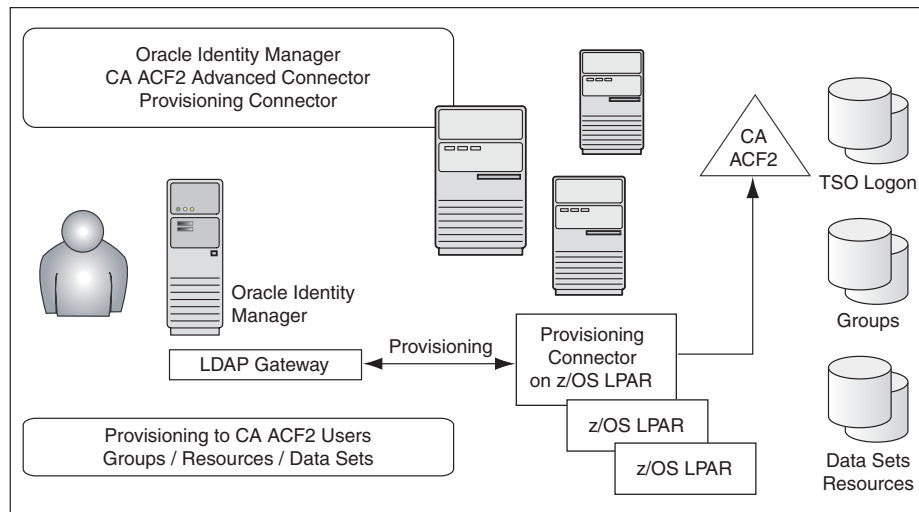 Oracle Identity Manager
CA ACF2 Advanced Connector
Provisioning Connector
CA
ACF2
TSO Logon
Oracle Identity
Manager
Groups
LDAP Gateway
Provisioning
Provisioning
Connector
on z/OS LPAR
z/OS LPAR
z/OS LPAR
Provisioning to CA ACF2 Users
Groups / Resources / Data Sets
Data Sets
Resources